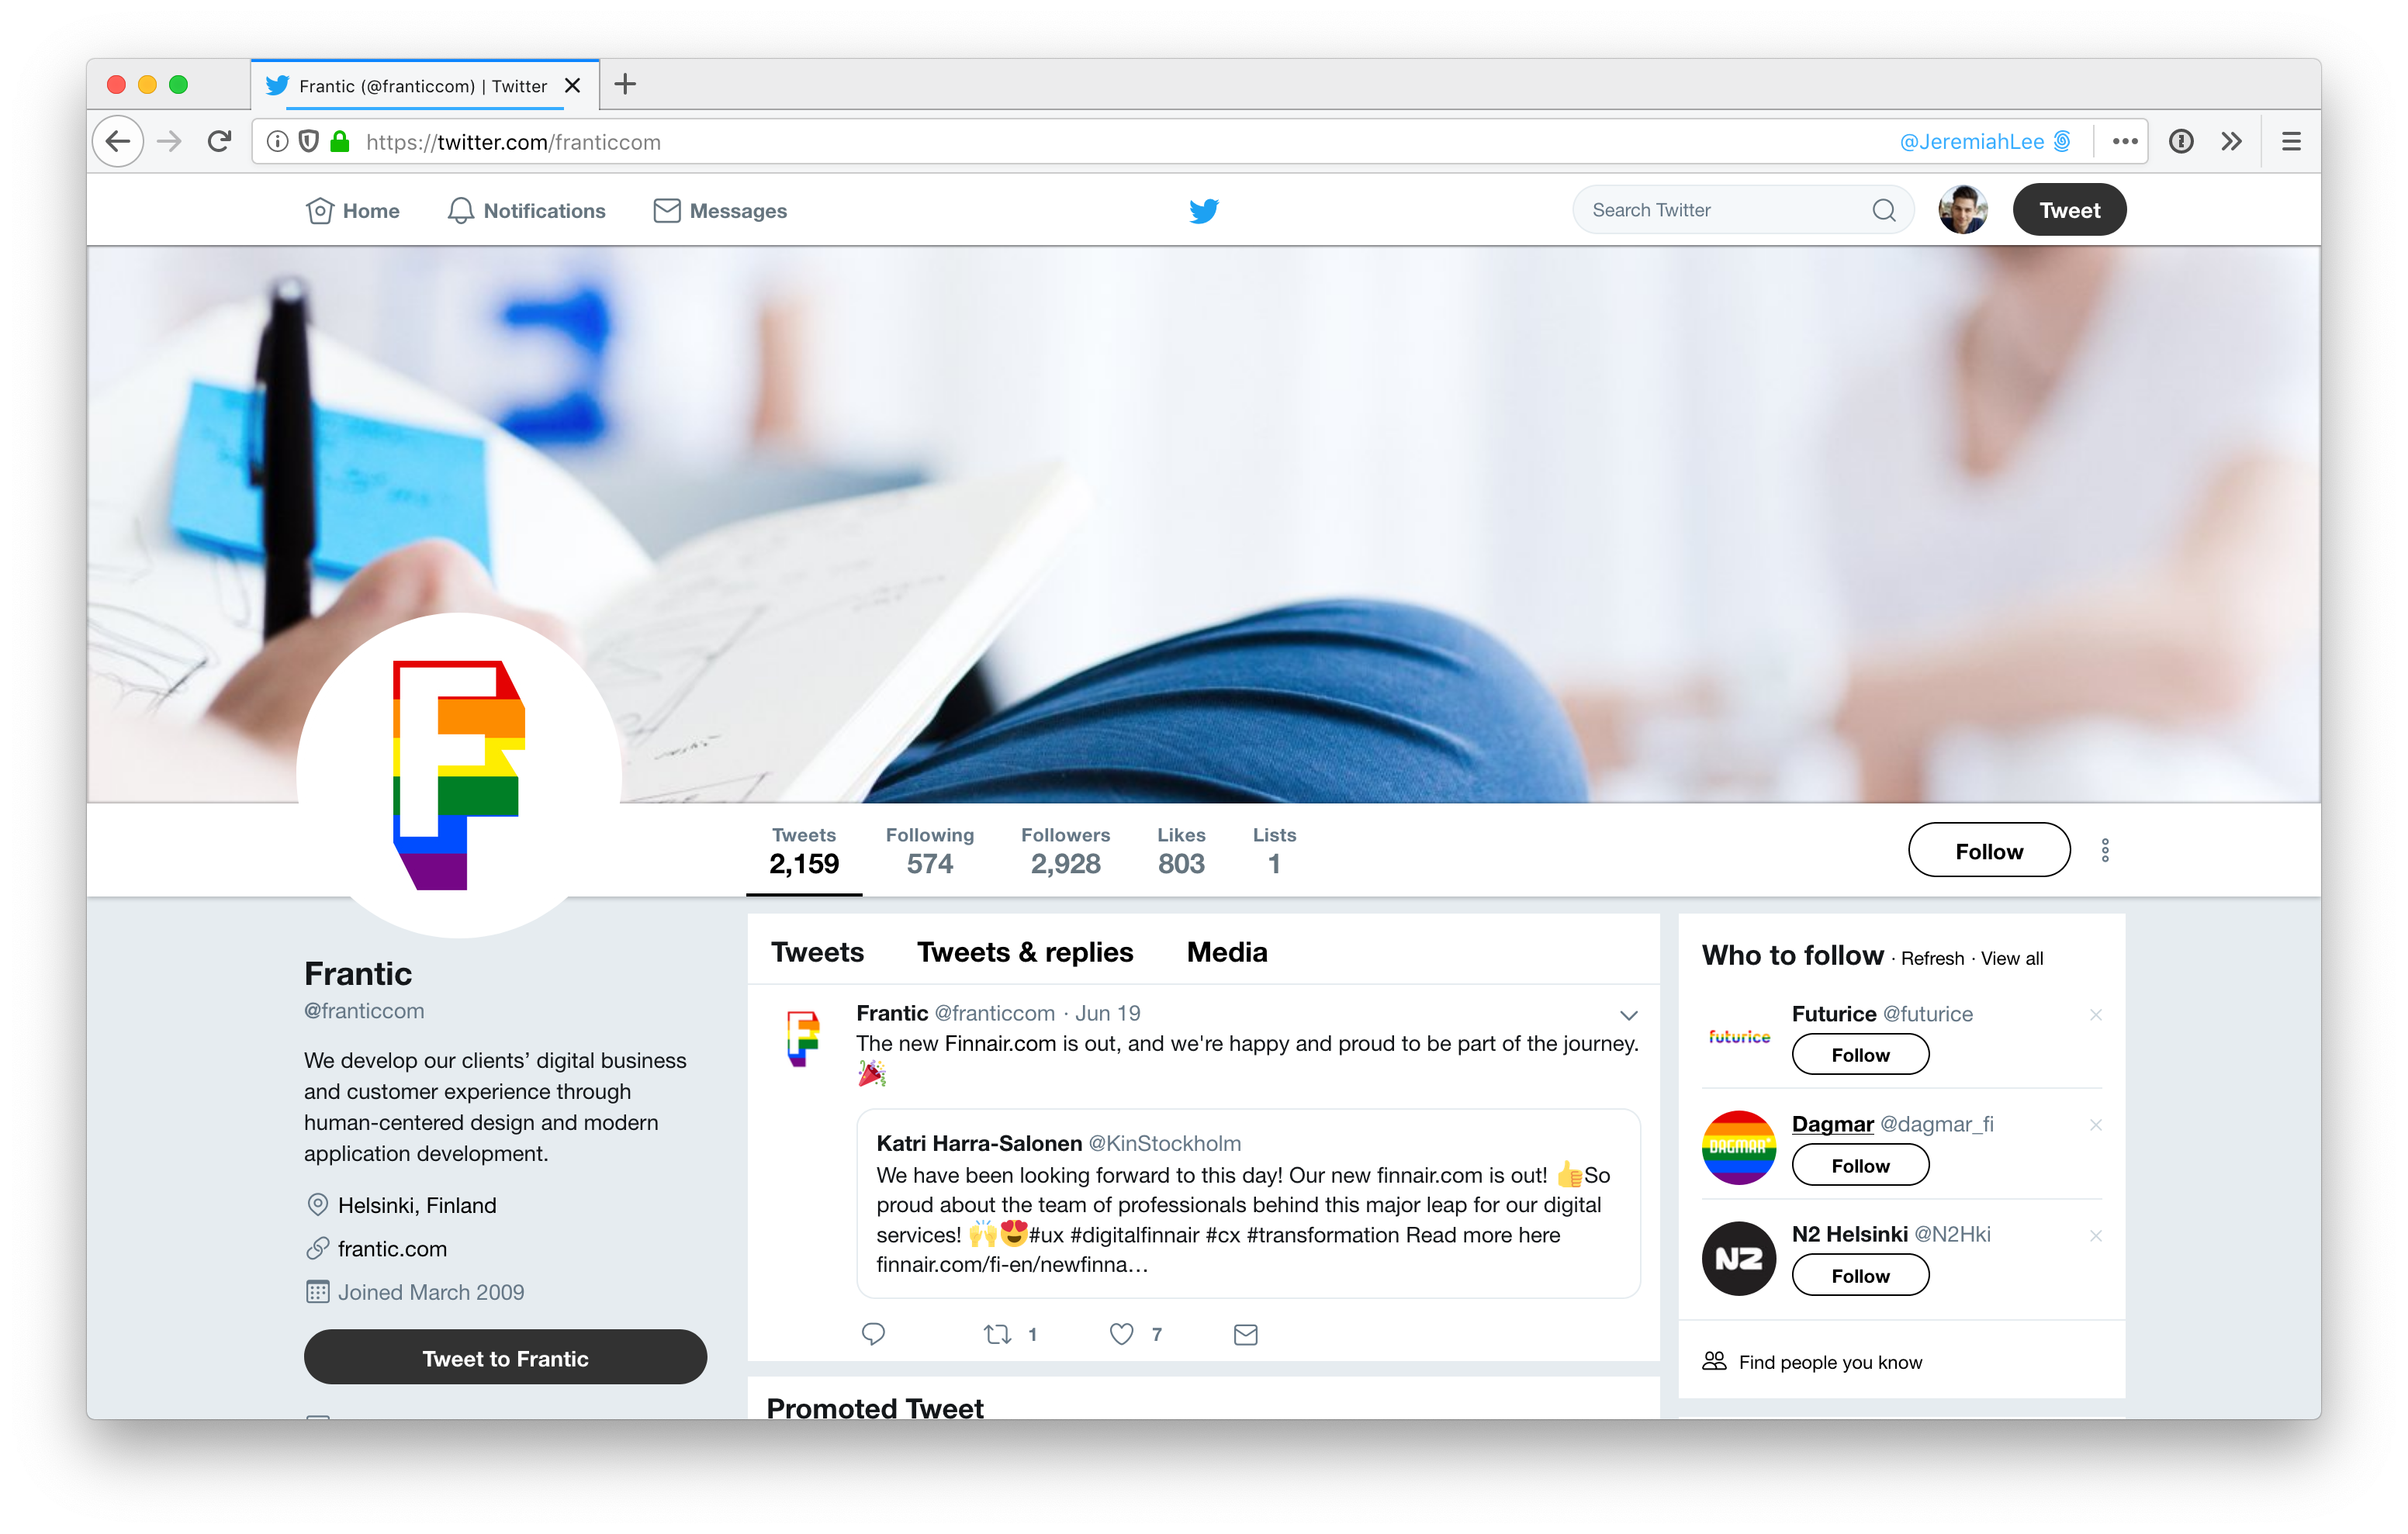 Frantic (@franticcom) | Twitter
https://twitter.com/franticcom
@JeremiahLee
Home
Notifications
Messages
Search Twitter
Tweet
F
Tweets
2,159
Following
574
Followers
2,928
Likes
803
Lists
1
Follow
Frantic
@franticcom
We develop our clients’ digital business
and customer experience through
human-centered design and modern
application development.
Helsinki, Finland
frantic.com
Joined March 2009
Tweet to Frantic
Tweets
Tweets & replies
Media
F
Frantic @franticcom · Jun 19
The new Finnair.com is out, and we're happy and proud to be part of the journey.
🎉
Katri Harra-Salonen @KinStockholm
We have been looking forward to this day! Our new finnair.com is out! 👍So
proud about the team of professionals behind this major leap for our digital
services! 🙌😍#ux #digitalfinnair #cx #transformation Read more here
finnair.com/fi-en/newfinna…
1
7
Promoted Tweet
Who to follow · Refresh · View all
futurice
Futurice @futurice
Follow
DAGMAR
Dagmar @dagmar_fi
Follow
N2
N2 Helsinki @N2Hki
Follow
Find people you know